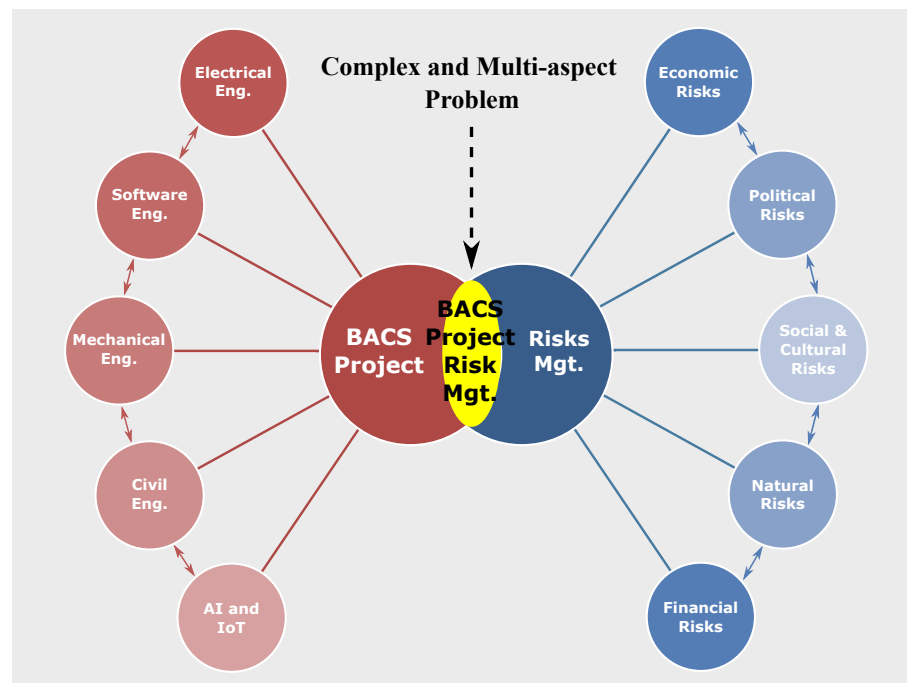 Complex and Multi-aspect
Problem
Electrical
Eng.
Software
Eng.
Mechanical
Eng.
Civil
Eng.
AI and
IoT
BACS
Project
BACS
Project
Risk
Mgt.
Risks
Mgt.
Economic
Risks
Political
Risks
Social &
Cultural
Risks
Natural
Risks
Financial
Risks